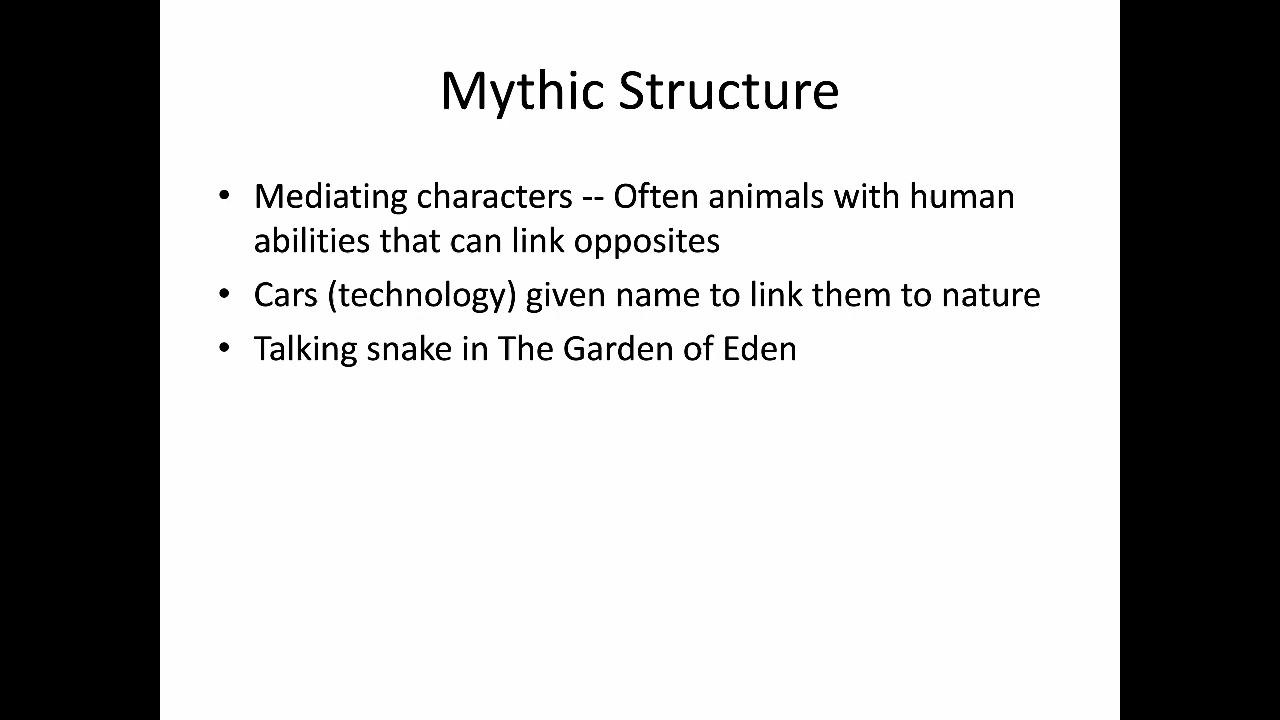 Mythic Structure
• Mediating characters -- Often animals with human
abilities that can link opposites
• Cars (technology) given name to link them to nature
• Talking snake in The Garden of Eden